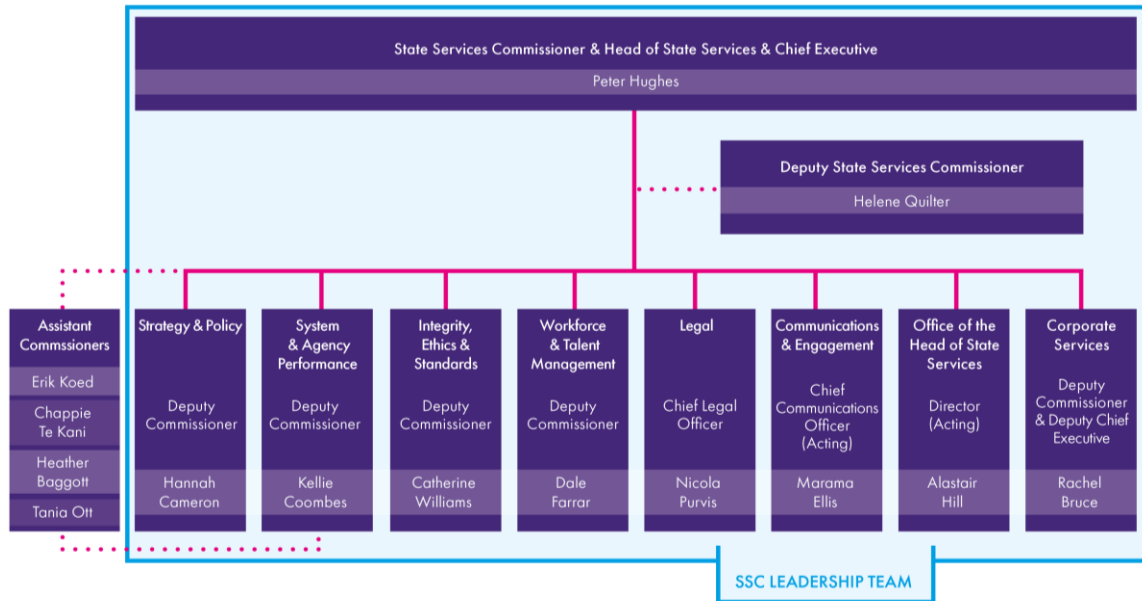 State Services Commissioner & Head of State Services & Chief Executive
Peter Hughes
Deputy State Services Commissioner
Helene Quilter
Assistant
Commssioners
Erik Koed
Chappie
Te Kani
Heather
Baggott
Tania Ott
Strategy & Policy
Deputy
Commissioner
Hannah
Cameron
System
& Agency
Performance
Deputy
Commissioner
Kellie
Coombes
Integrity,
Ethics &
Standards
Deputy
Commissioner
Catherine
Williams
Workforce
& Talent
Management
Deputy
Commissioner
Dale
Farrar
Legal
Chief Legal
Officer
Nicola
Purvis
Communications
& Engagement
Chief
Communications
Officer
(Acting)
Marama
Ellis
Office of the
Head of State
Services
Director
(Acting)
Alastair
Hill
Corporate
Services
Deputy
Commissioner
& Deputy Chief
Executive
Rachel
Bruce
SSC LEADERSHIP TEAM